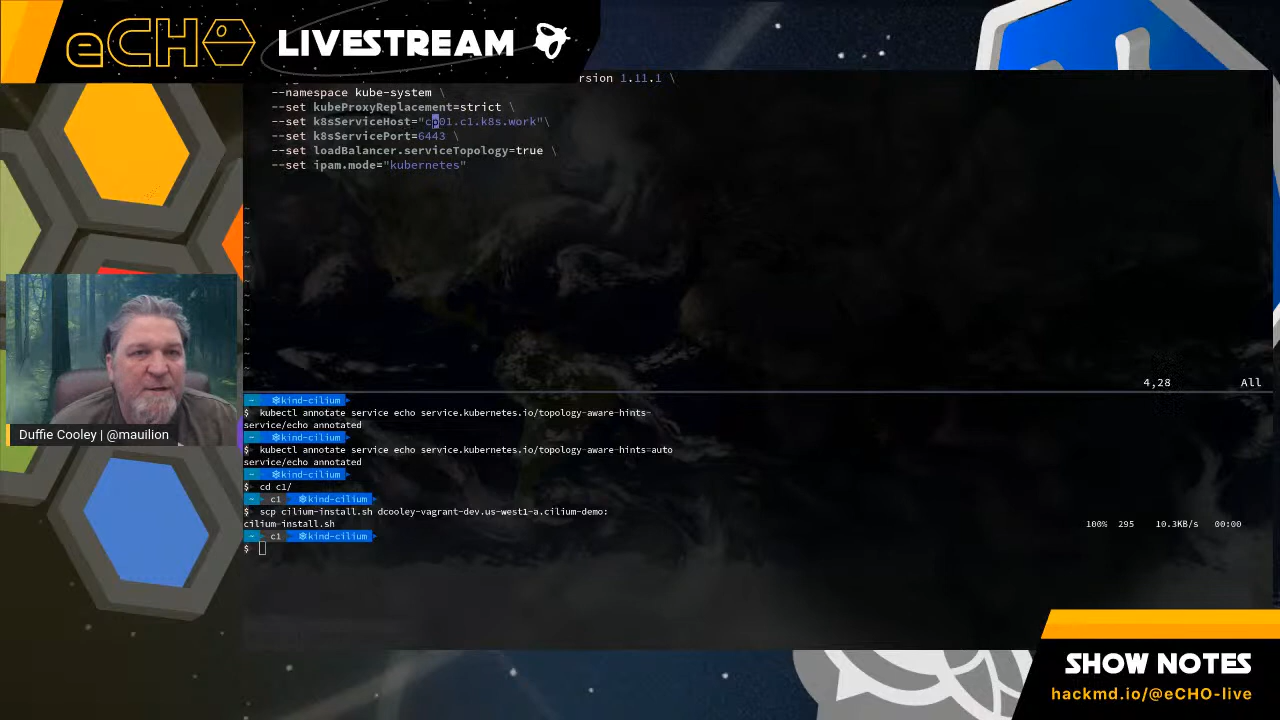 eCHO LIVESTREAM
rsion 1.11.1 \
--namespace kube-system \
--set kubeProxyReplacement=strict \
--set k8sServiceHost="cp01.c1.k8s.work"\
--set k8sServicePort=6443 \
--set loadBalancer.serviceTopology=true \
--set ipam.mode="kubernetes"
~
~
~
~
~
~
~
~
~
~
~
~
4,28 All
~ ⎈kind-cilium
$ kubectl annotate service echo service.kubernetes.io/topology-aware-hints-
service/echo annotated
~ ⎈kind-cilium
$ kubectl annotate service echo service.kubernetes.io/topology-aware-hints=auto
service/echo annotated
~ ⎈kind-cilium
$ cd c1/
~ c1 ⎈kind-cilium
$ scp cilium-install.sh dcooley-vagrant-dev.us-west1-a.cilium-demo:
cilium-install.sh 100% 295 10.3KB/s 00:00
~ c1 ⎈kind-cilium
$
Duffie Cooley | @mauilion
SHOW NOTES
hackmd.io/@eCHO-live